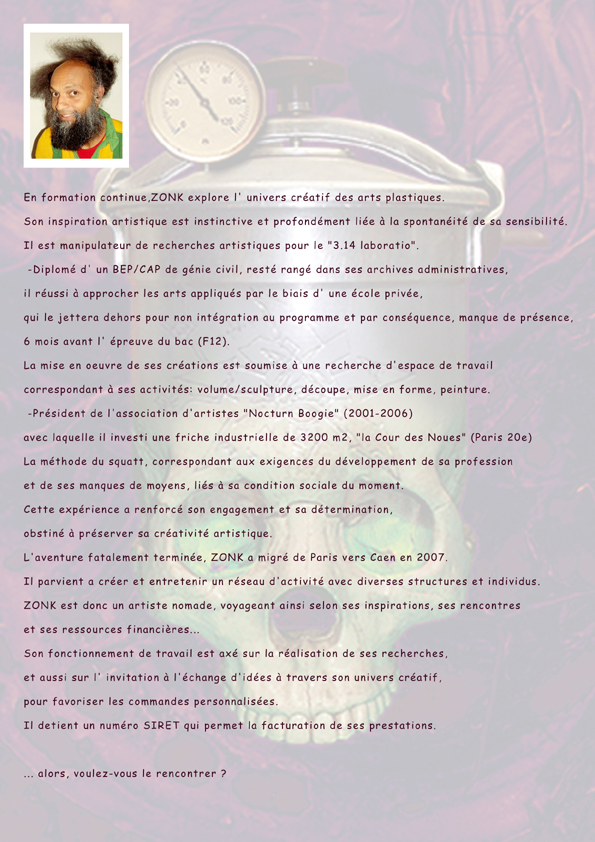 En formation continue,ZONK explore l' univers créatif des arts plastiques.
Son inspiration artistique est instinctive et profondément liée à la spontanéité de sa sensibilité.
Il est manipulateur de recherches artistiques pour le "3.14 laboratio".
-Diplomé d' un BEP/CAP de génie civil, resté rangé dans ses archives administratives,
il réussi à approcher les arts appliqués par le biais d' une école privée,
qui le jettera dehors pour non intégration au programme et par conséquence, manque de présence,
6 mois avant l' épreuve du bac (F12).
La mise en oeuvre de ses créations est soumise à une recherche d'espace de travail
correspondant à ses activités: volume/sculpture, découpe, mise en forme, peinture.
-Président de l'association d'artistes "Nocturn Boogie" (2001-2006)
avec laquelle il investi une friche industrielle de 3200 m2, "la Cour des Noues" (Paris 20e)
La méthode du squatt, correspondant aux exigences du développement de sa profession
et de ses manques de moyens, liés à sa condition sociale du moment.
Cette expérience a renforcé son engagement et sa détermination,
obstiné à préserver sa créativité artistique.
L'aventure fatalement terminée, ZONK a migré de Paris vers Caen en 2007.
Il parvient a créer et entretenir un réseau d'activité avec diverses structures et individus.
ZONK est donc un artiste nomade, voyageant ainsi selon ses inspirations, ses rencontres
et ses ressources financières...
Son fonctionnement de travail est axé sur la réalisation de ses recherches,
et aussi sur l' invitation à l'échange d'idées à travers son univers créatif,
pour favoriser les commandes personnalisées.
Il detient un numéro SIRET qui permet la facturation de ses prestations.
... alors, voulez-vous le rencontrer ?